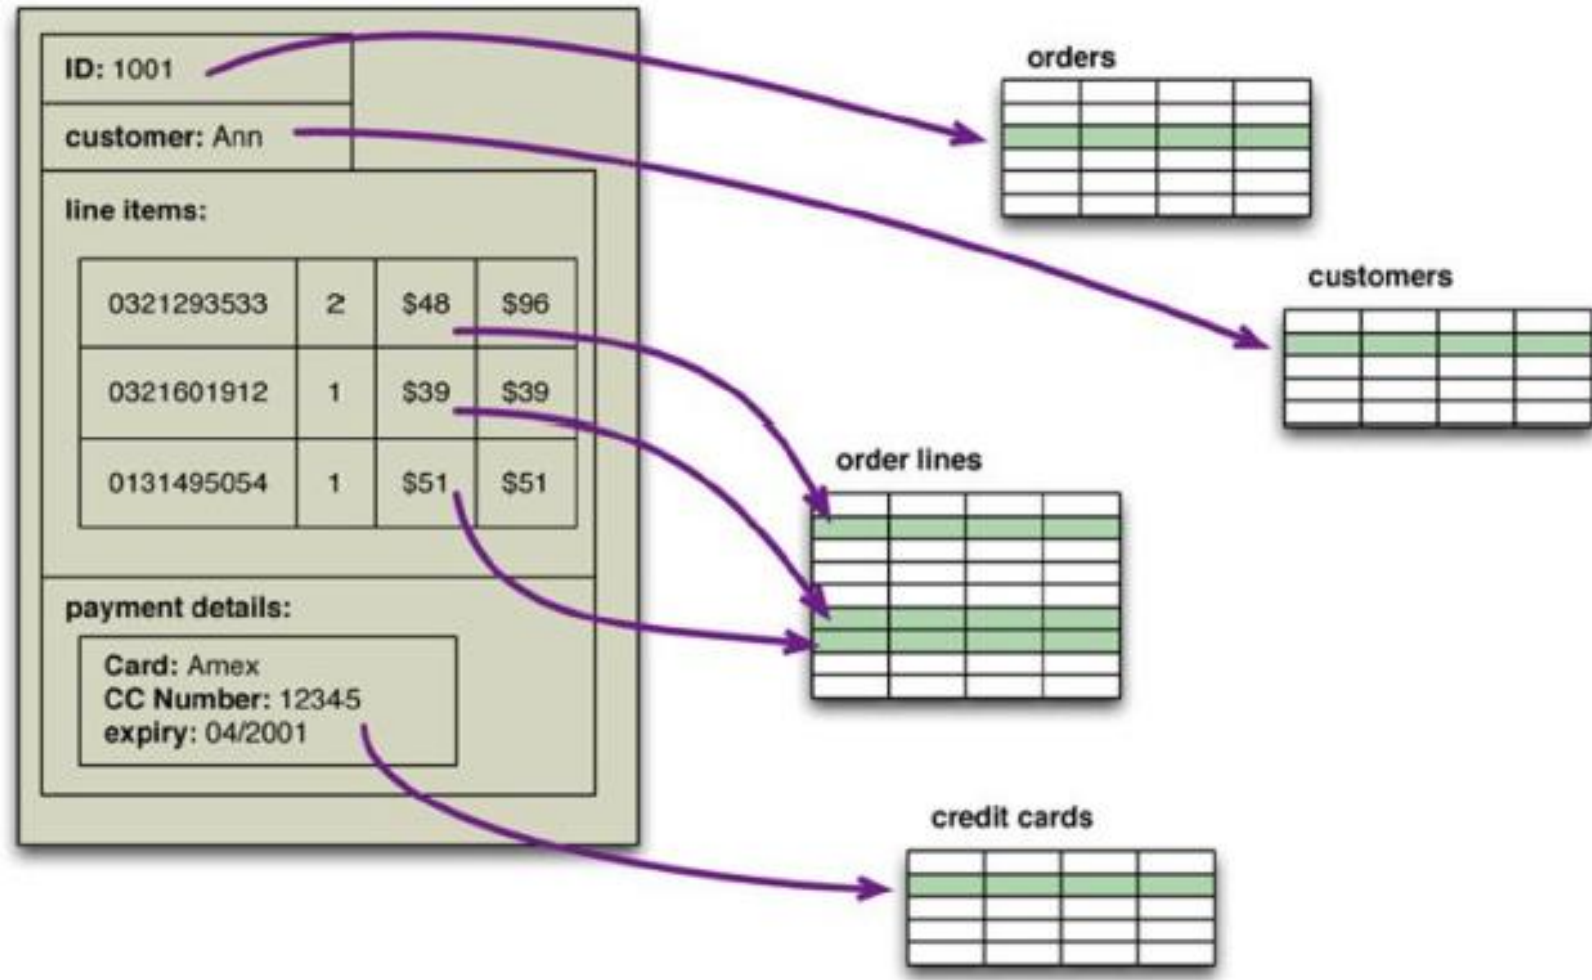 ID: 1001
customer: Ann
line items:
0321293533 2 $48 $96
0321601912 1 $39 $39
0131495054 1 $51 $51
payment details:
Card: Amex
CC Number: 12345
expiry: 04/2001
orders
customers
order lines
credit cards